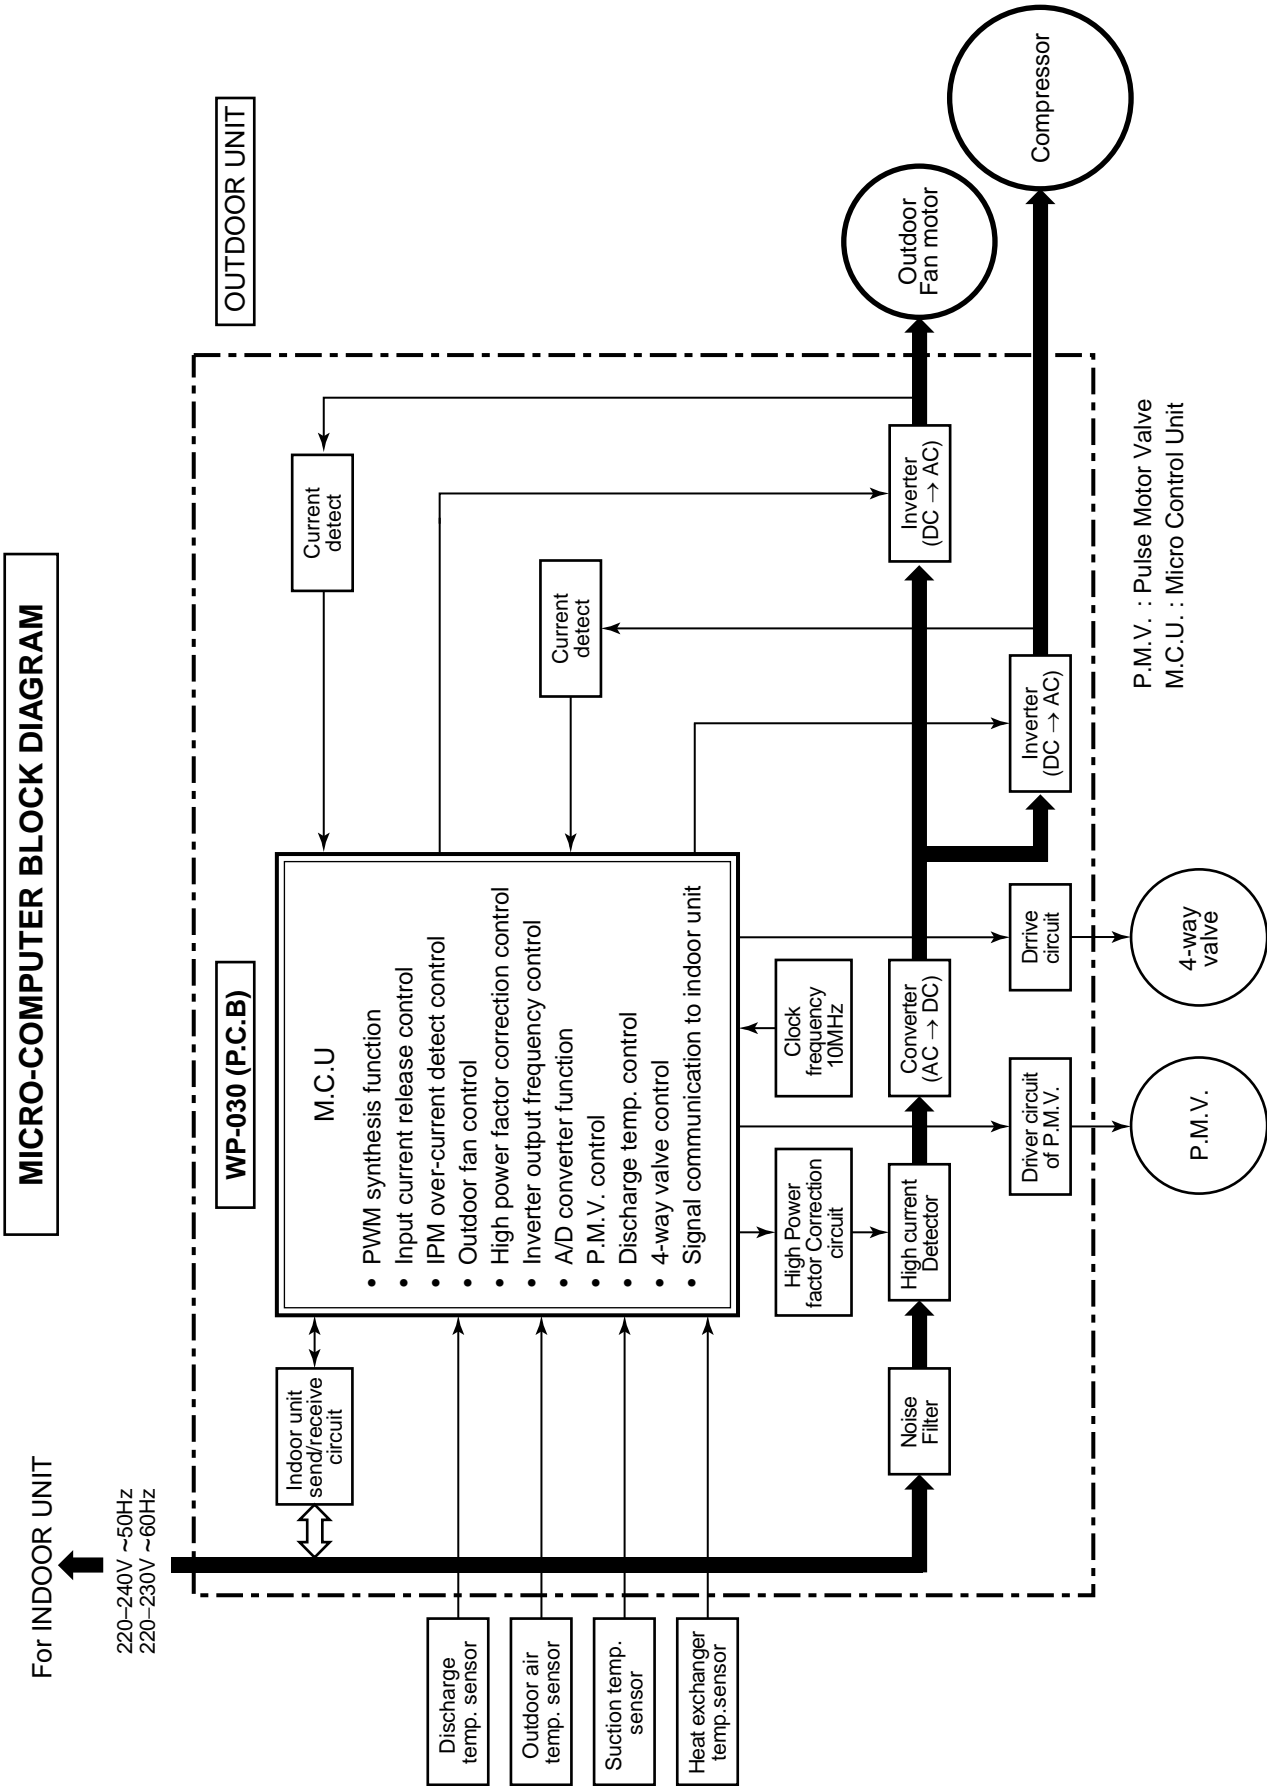 MICRO-COMPUTER BLOCK DIAGRAM
For INDOOR UNIT
220–240V ~50Hz
220–230V ~60Hz
WP-030 (P.C.B)
OUTDOOR UNIT
Indoor unit
send/receive
circuit
M.C.U
• PWM synthesis function
• Input current release control
• IPM over-current detect control
• Outdoor fan control
• High power factor correction control
• Inverter output frequency control
• A/D converter function
• P.M.V. control
• Discharge temp. control
• 4-way valve control
• Signal communication to indoor unit
Current
detect
Current
detect
Discharge
temp. sensor
Outdoor air
temp. sensor
Suction temp.
sensor
Heat exchanger
temp.sensor
High Power
factor Correction
circuit
Clock
frequency
10MHz
Noise
Filter
High current
Detector
Converter
(AC → DC)
Inverter
(DC → AC)
Outdoor
Fan motor
Driver circuit
of P.M.V.
Drrive
circuit
Inverter
(DC → AC)
Compressor
P.M.V.
4-way
valve
P.M.V. : Pulse Motor Valve
M.C.U. : Micro Control Unit